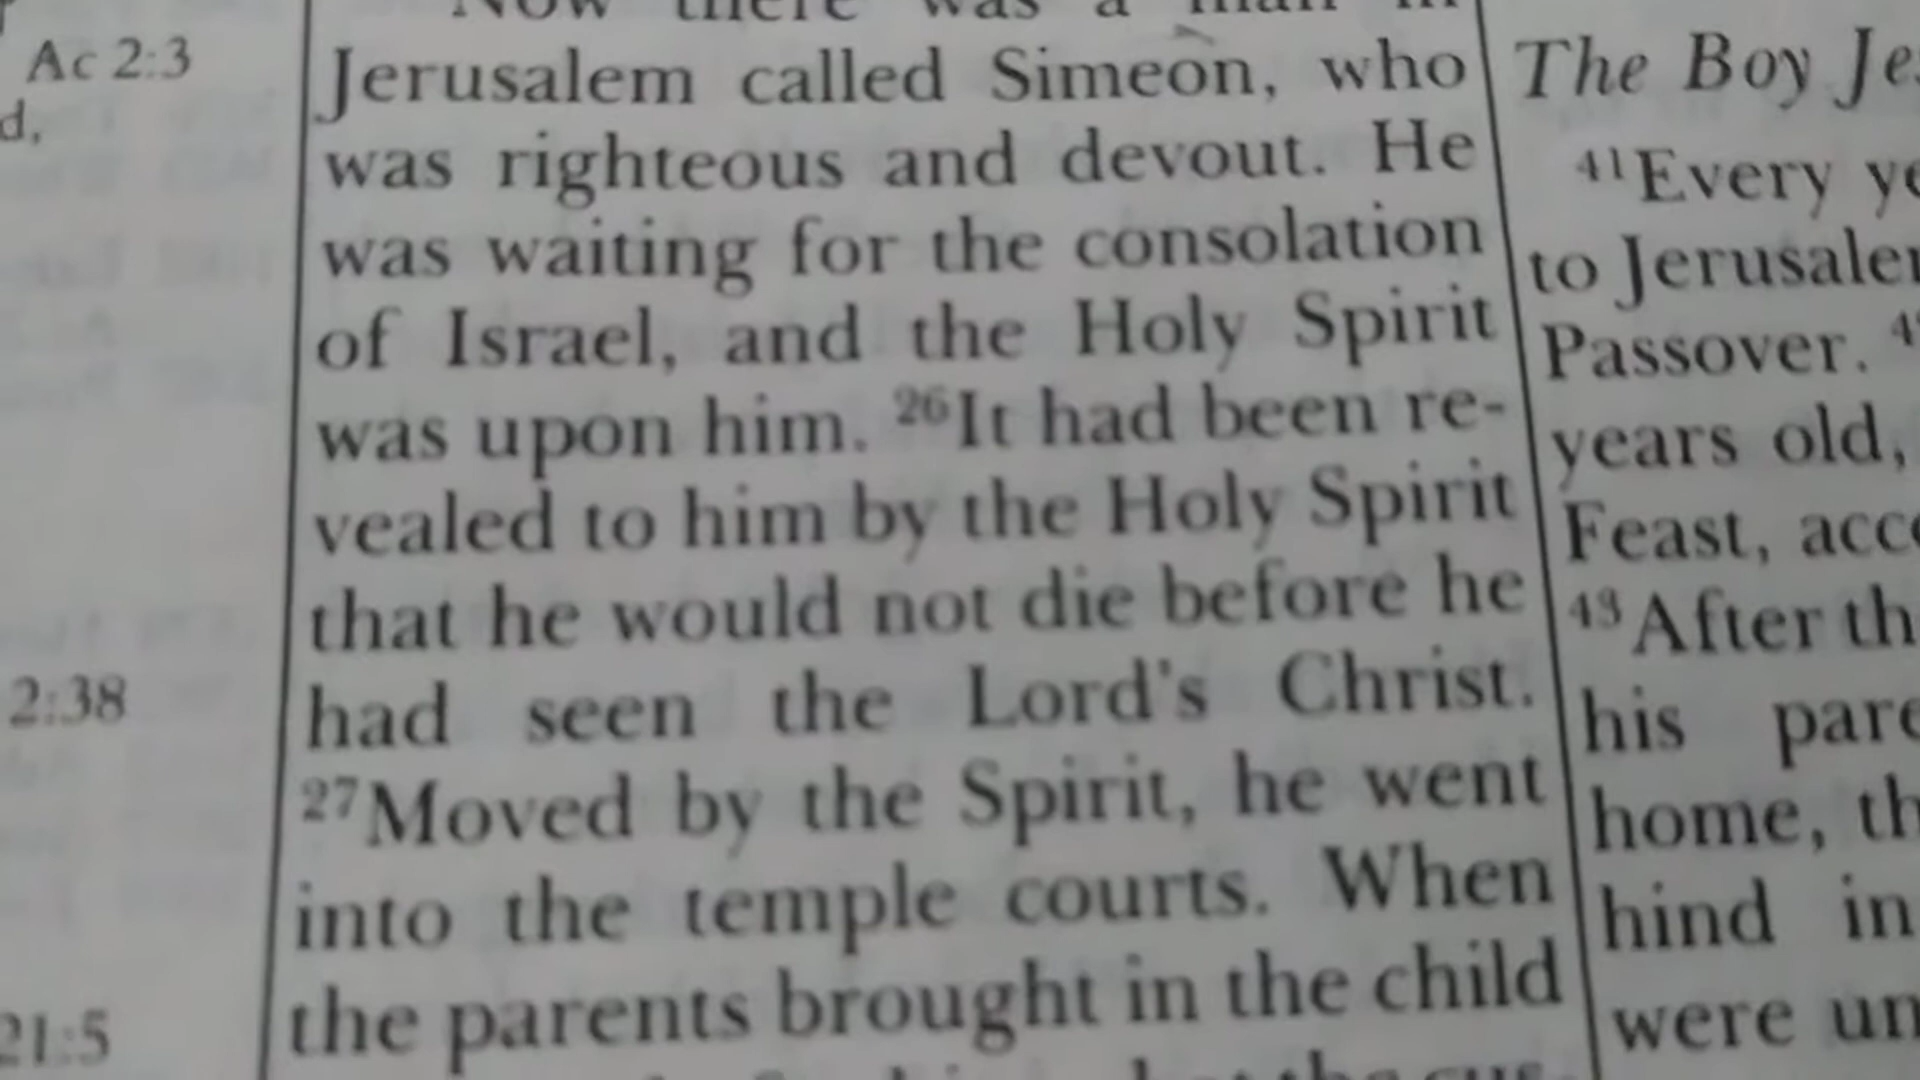 Ac 2:3
d,
2:38
21:5
Now there was a man in
Jerusalem called Simeon, who
was righteous and devout. He
was waiting for the consolation
of Israel, and the Holy Spirit
was upon him. 26It had been re-
vealed to him by the Holy Spirit
that he would not die before he
had seen the Lord's Christ.
27Moved by the Spirit, he went
into the temple courts. When
the parents brought in the child
The Boy Je
41Every ye
to Jerusale
Passover. 4
years old,
Feast, acc
43After th
his pare
home, th
hind in
were un